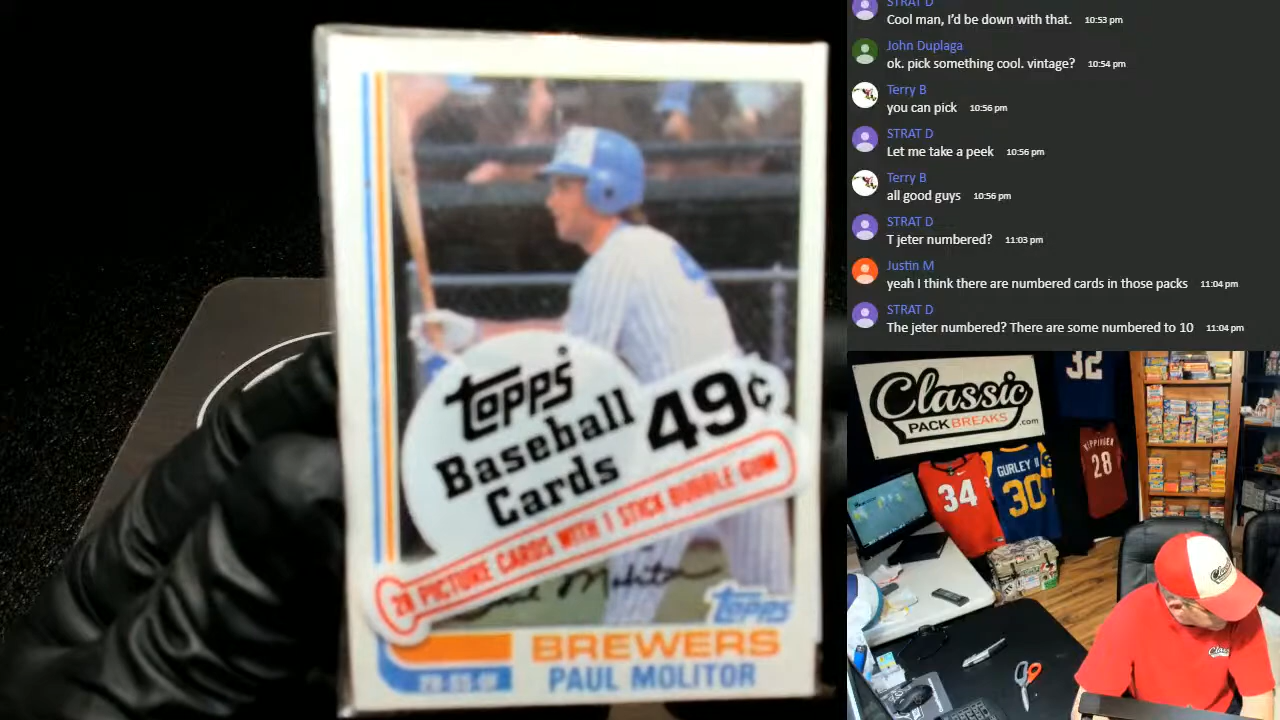 Topps
Baseball
Cards
49¢
28 PICTURE CARDS WITH 1 STICK BUBBLE GUM
Molitor
Topps
BREWERS
PAUL MOLITOR
STRAT D
Cool man, I'd be down with that. 10:53 pm
John Duplaga
ok. pick something cool. vintage? 10:54 pm
Terry B
you can pick 10:56 pm
STRAT D
Let me take a peek 10:56 pm
Terry B
all good guys 10:56 pm
STRAT D
T jeter numbered? 11:03 pm
Justin M
yeah I think there are numbered cards in those packs 11:04 pm
STRAT D
The jeter numbered? There are some numbered to 10 11:04 pm
Classic
PACK BREAKS .com
32
34
GURLEY II
30
KIPPINGER
28